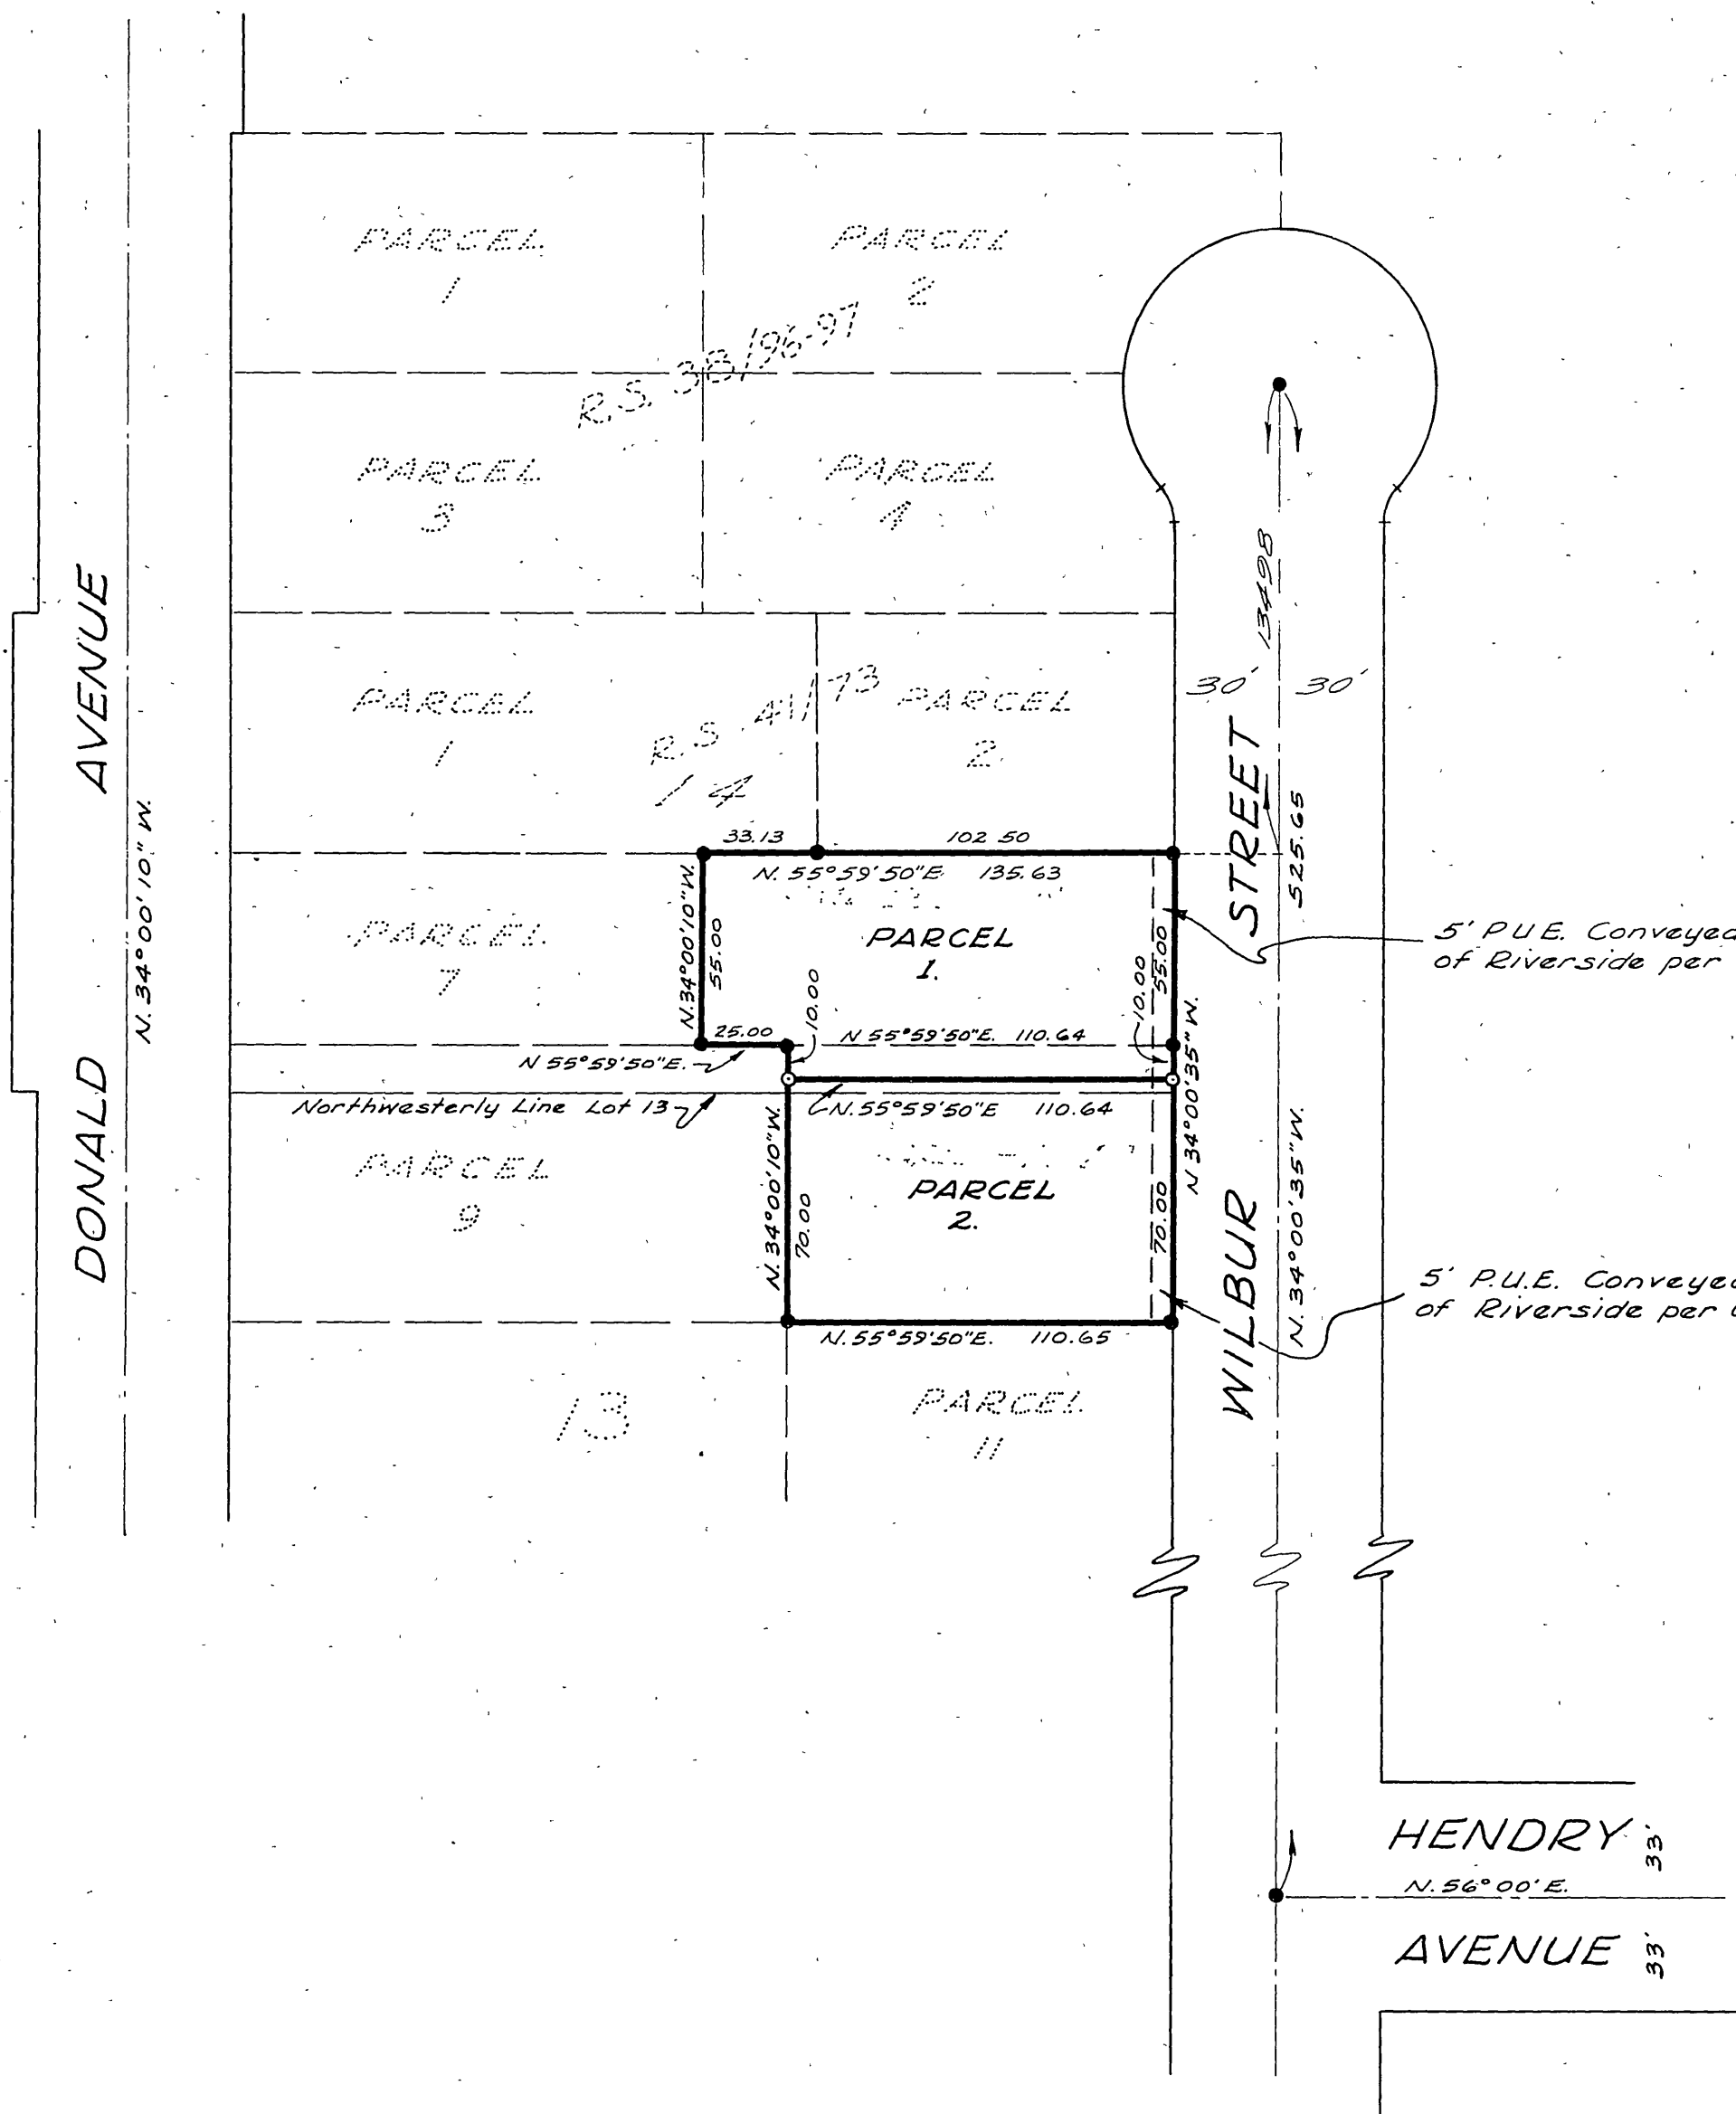 PARCEL
1
PARCEL
2
R.S. 38/96-97
PARCEL
3
PARCEL
4
134.98
30' 30'
PARCEL
1
R.S. 41/73
PARCEL
2
14
DONALD AVENUE
N. 34°00'10" W.
33.13
102.50
N. 55°59'50"E. 135.63
PARCEL
7
N. 34°00'10"W.
55.00
PARCEL
1.
10.00
10.00
55.00
25.00
N 55°59'50"E.
N 55°59'50"E. 110.64
Northwesterly Line Lot 13
N. 55°59'50"E 110.64
N 34°00'35" W.
WILBUR STREET
525.65
N. 34°00'35" W.
5' P.U.E. Conveyed
of Riverside per
PARCEL
9
N. 34°00'10" W.
70.00
PARCEL
2.
70.00
5' P.U.E. Conveyed
of Riverside per
N. 55°59'50"E. 110.65
13
PARCEL
11
HENDRY 33'
N. 56°00'E.
AVENUE 33'